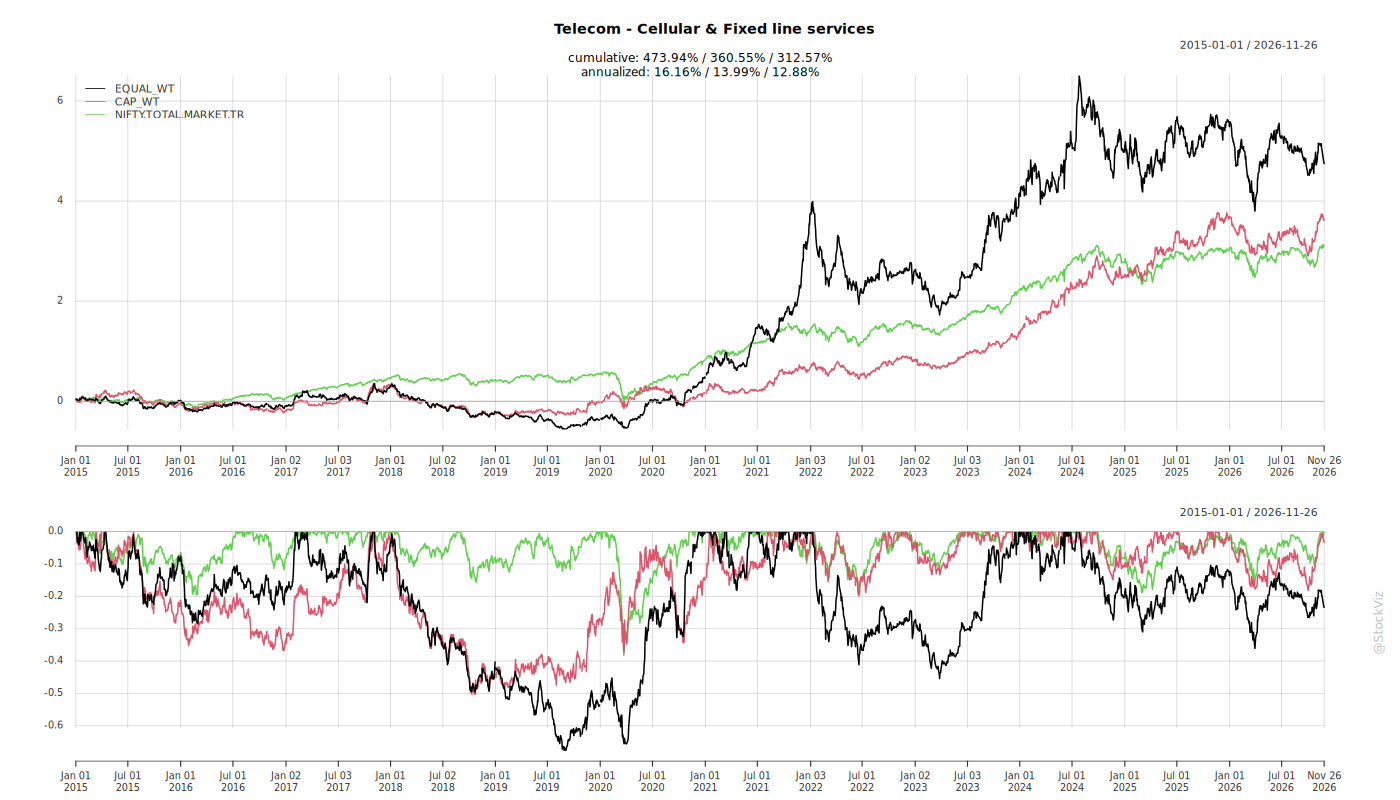 Telecom - Cellular & Fixed line services
2015-01-01 / 2026-11-26
cumulative: 473.94% / 360.55% / 312.57%
annualized: 16.16% / 13.99% / 12.88%
EQUAL_WT
CAP_WT
NIFTY.TOTAL.MARKET.TR
6
4
2
0
Jan 01 Jul 01 Jan 01 Jul 01 Jan 02 Jul 03 Jan 01 Jul 02 Jan 01 Jul 01 Jan 01 Jul 01 Jan 01 Jul 01 Jan 03 Jul 01 Jan 02 Jul 03 Jan 01 Jul 01 Jan 01 Jul 01 Jan 01 Jul 01 Nov 26
2015 2015 2016 2016 2017 2017 2018 2018 2019 2019 2020 2020 2021 2021 2022 2022 2023 2023 2024 2024 2025 2025 2026 2026 2026
2015-01-01 / 2026-11-26
0.0
-0.1
-0.2
-0.3
-0.4
-0.5
-0.6
Jan 01 Jul 01 Jan 01 Jul 01 Jan 02 Jul 03 Jan 01 Jul 02 Jan 01 Jul 01 Jan 01 Jul 01 Jan 01 Jul 01 Jan 03 Jul 01 Jan 02 Jul 03 Jan 01 Jul 01 Jan 01 Jul 01 Jan 01 Jul 01 Nov 26
2015 2015 2016 2016 2017 2017 2018 2018 2019 2019 2020 2020 2021 2021 2022 2022 2023 2023 2024 2024 2025 2025 2026 2026 2026
@StockViz